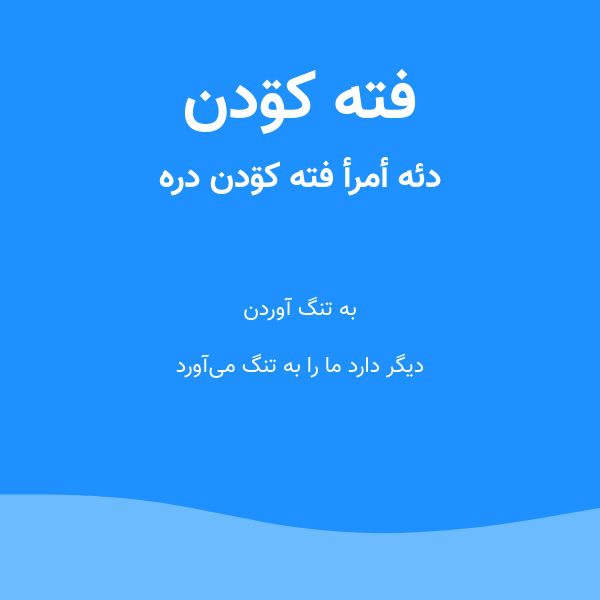 فته کۊدن
دئه أمرأ فته کۊدن دره
به تنگ آوردن
دیگر دارد ما را به تنگ می‌آورد